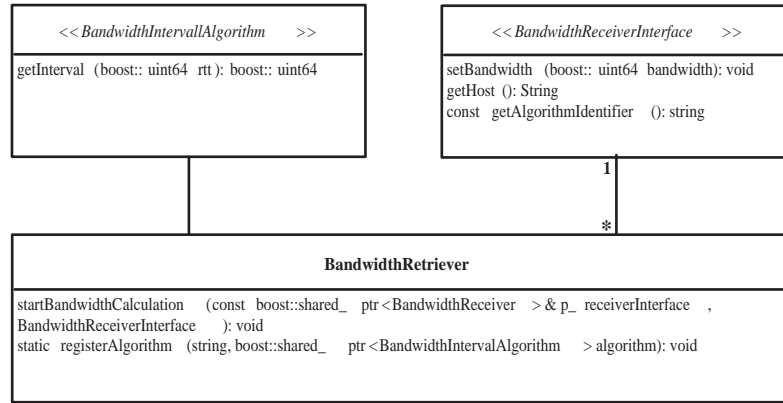 <<BandwidthIntervallAlgorithm >>
getInterval (boost:: uint64 rtt): boost:: uint64
<<BandwidthReceiverInterface >>
setBandwidth (boost:: uint64 bandwidth): void
getHost (): String
const getAlgorithmIdentifier (): string
1
*
BandwidthRetriever
startBandwidthCalculation (const boost::shared_ ptr<BandwidthReceiver >& p_ receiverInterface ,
BandwidthReceiverInterface ): void
static registerAlgorithm (string, boost::shared_ ptr<BandwidthIntervalAlgorithm >algorithm): void